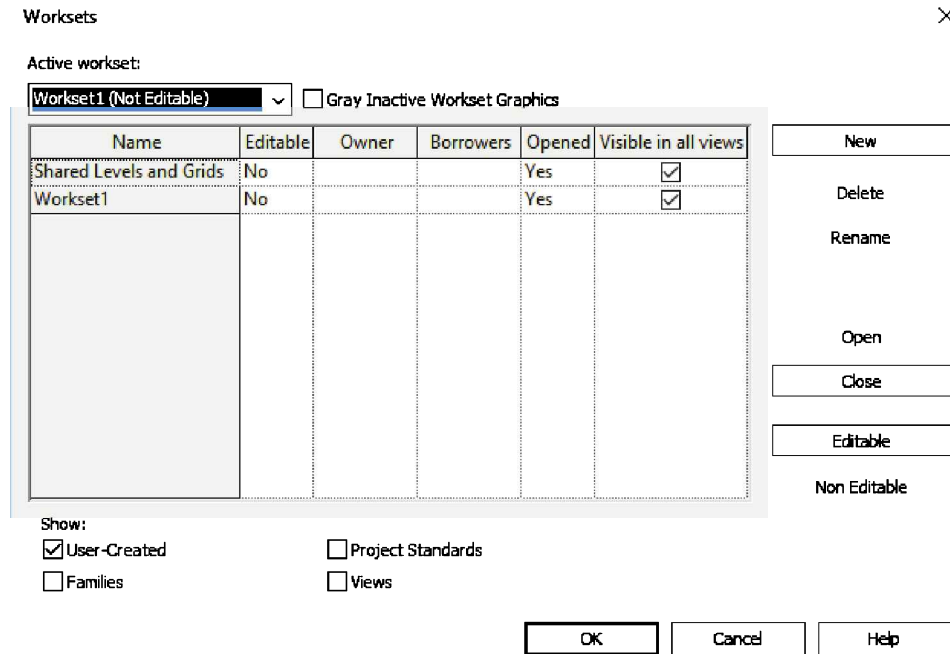 Worksets
Active workset:
Workset1 (Not Editable)
Gray Inactive Workset Graphics
Name Editable Owner Borrowers Opened Visible in all views
Shared Levels and Grids No Yes
Workset1 No Yes
New
Delete
Rename
Open
Close
Editable
Non Editable
Show:
User-Created Project Standards
Families Views
OK Cancel Help